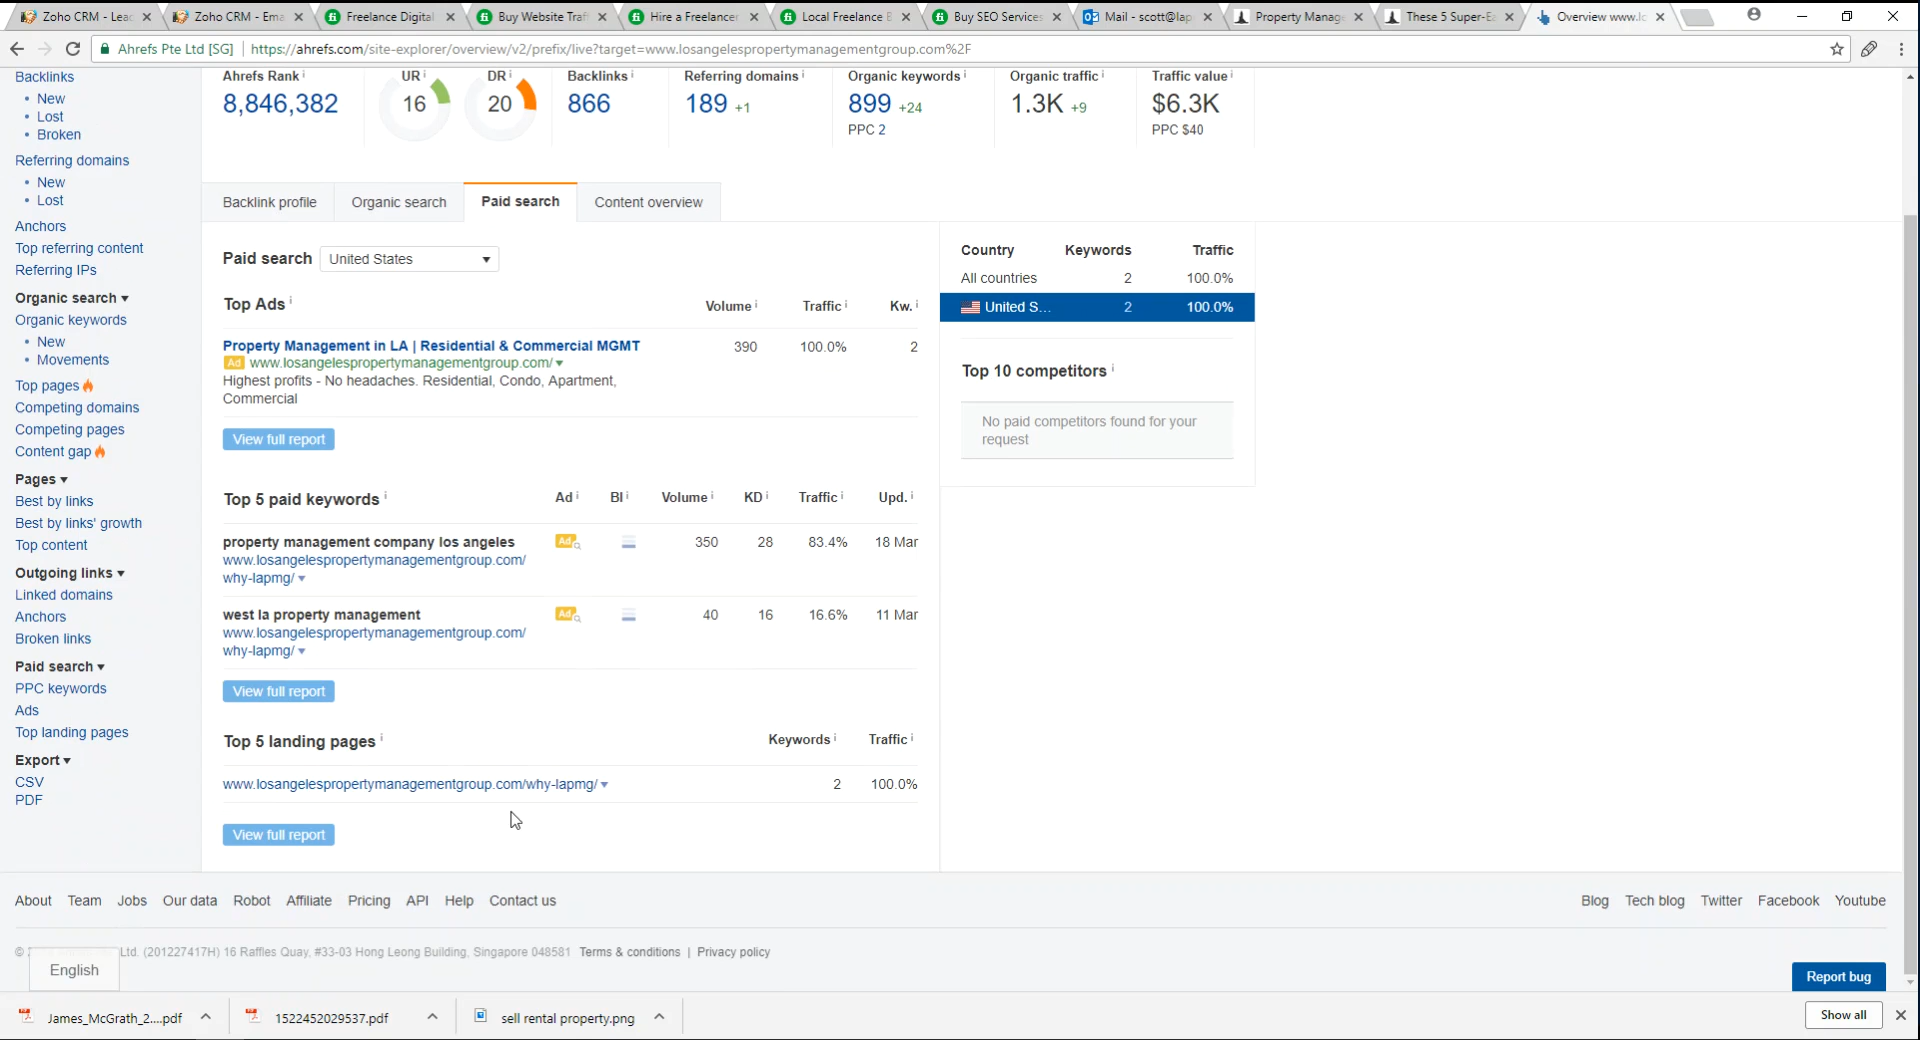 Zoho CRM - Leac
Zoho CRM - Ema
Freelance Digital
Buy Website Traf
Hire a Freelancer
Local Freelance
Buy SEO Services
Mail - scott@lap
Property Manage
These 5 Super-Ea
Overview www.lo
Ahrefs Pte Ltd [SG]
https://ahrefs.com/site-explorer/overview/v2/prefix/live?target=www.losangelespropertymanagementgroup.com%2F
Backlinks
• New
• Lost
• Broken
Referring domains
• New
• Lost
Anchors
Top referring content
Referring IPs
Organic search
Organic keywords
• New
• Movements
Top pages
Competing domains
Competing pages
Content gap
Pages
Best by links
Best by links' growth
Top content
Outgoing links
Linked domains
Anchors
Broken links
Paid search
PPC keywords
Ads
Top landing pages
Export
CSV
PDF
Ahrefs Rank i
8,846,382
UR i
16
DR i
20
Backlinks i
866
Referring domains i
189 +1
Organic keywords i
899 +24
PPC 2
Organic traffic i
1.3K +9
Traffic value i
$6.3K
PPC $40
Backlink profile
Organic search
Paid search
Content overview
Paid search United States
Top Ads i Volume i Traffic i Kw. i
Property Management in LA | Residential & Commercial MGMT 390 100.0% 2
Ad www.losangelespropertymanagementgroup.com/
Highest profits - No headaches. Residential, Condo, Apartment,
Commercial
View full report
Top 5 paid keywords i Ad i Bl i Volume i KD i Traffic i Upd. i
property management company los angeles Ad 350 28 83.4% 18 Mar
www.losangelespropertymanagementgroup.com/
why-lapmg/
west la property management Ad 40 16 16.6% 11 Mar
www.losangelespropertymanagementgroup.com/
why-lapmg/
View full report
Top 5 landing pages i Keywords i Traffic i
www.losangelespropertymanagementgroup.com/why-lapmg/ 2 100.0%
View full report
Country Keywords Traffic
All countries 2 100.0%
United S... 2 100.0%
Top 10 competitors i
No paid competitors found for your
request
About Team Jobs Our data Robot Affiliate Pricing API Help Contact us
Blog Tech blog Twitter Facebook Youtube
© Ltd. (201227417H) 16 Raffles Quay, #33-03 Hong Leong Building, Singapore 048581 Terms & conditions | Privacy policy
English
Report bug
James_McGrath_2....pdf
1522452029537.pdf
sell rental property.png
Show all